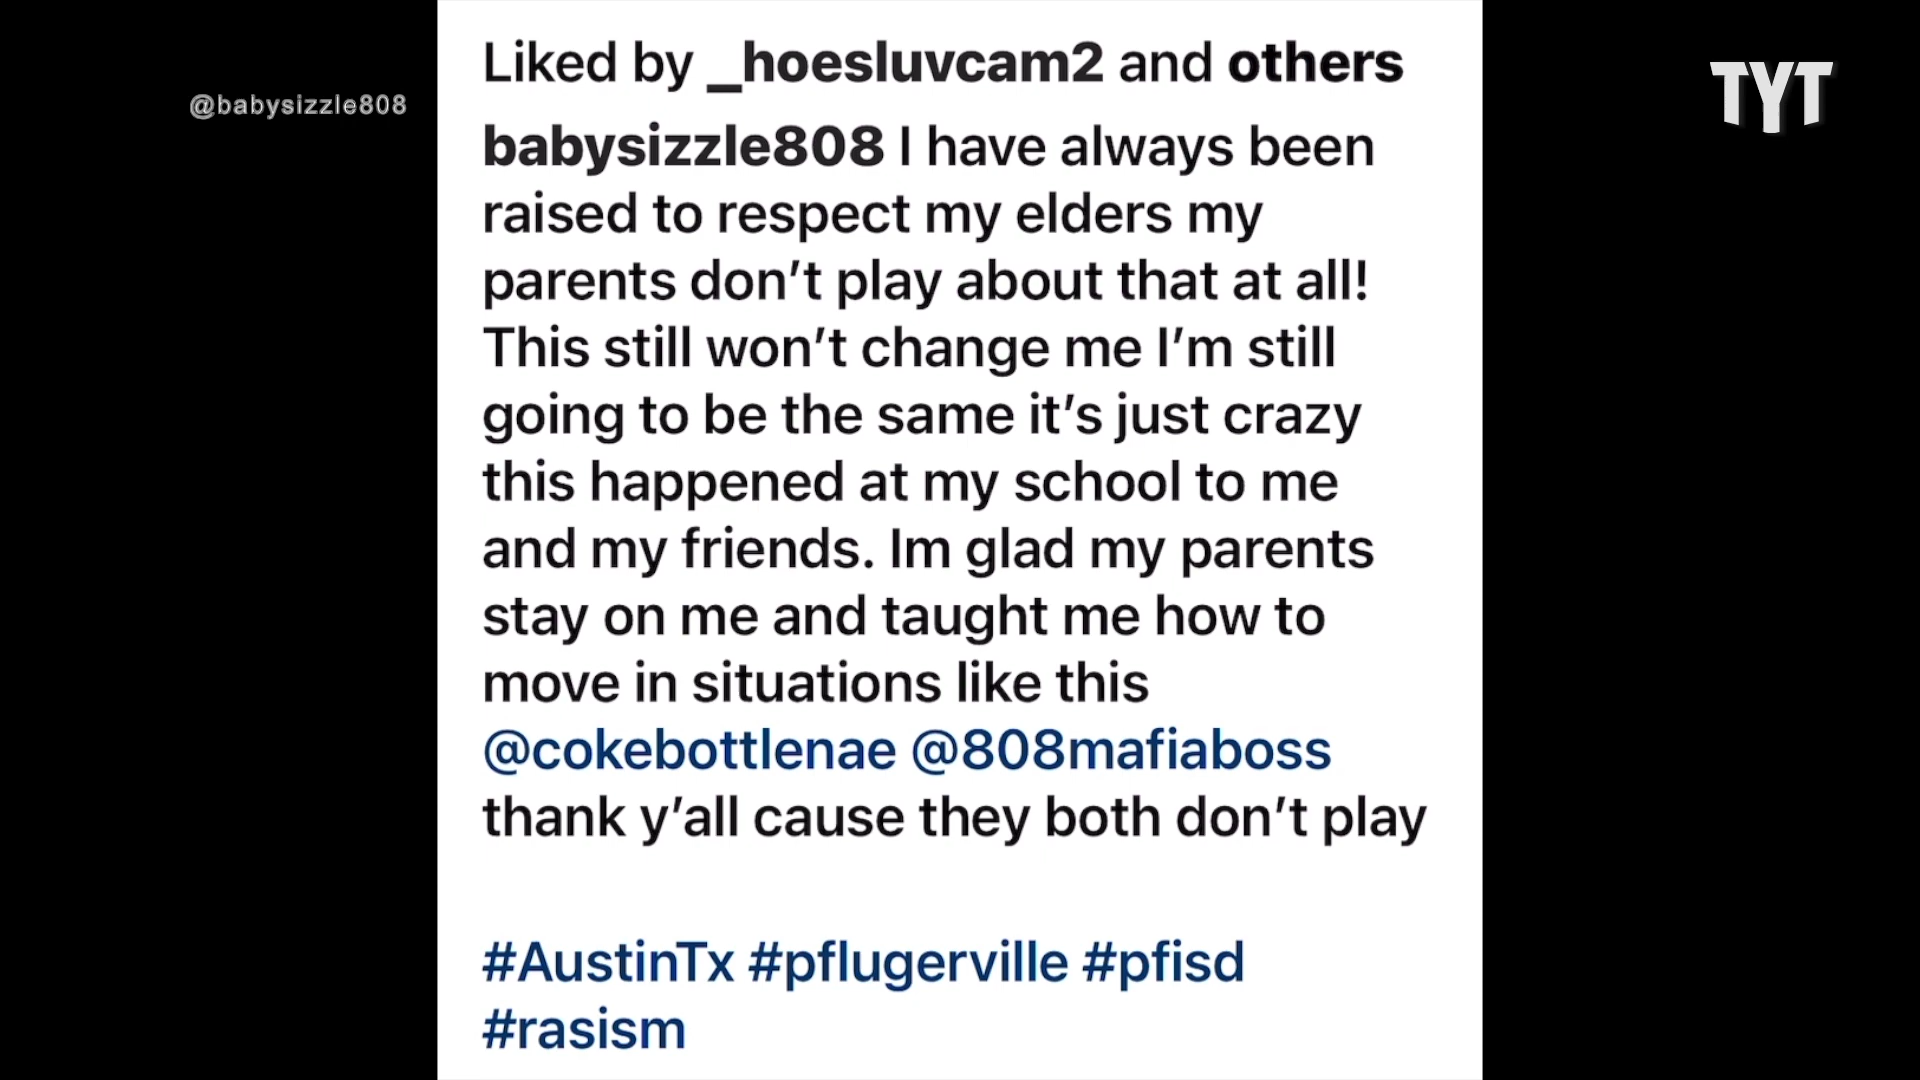 Liked by _hoesluvcam2 and others
@babysizzle808
TYT
babysizzle808 I have always been
raised to respect my elders my
parents don’t play about that at all!
This still won’t change me I’m still
going to be the same it’s just crazy
this happened at my school to me
and my friends. Im glad my parents
stay on me and taught me how to
move in situations like this
@cokebottlenae @808mafiaboss
thank y’all cause they both don’t play
#AustinTx #pflugerville #pfisd
#rasism